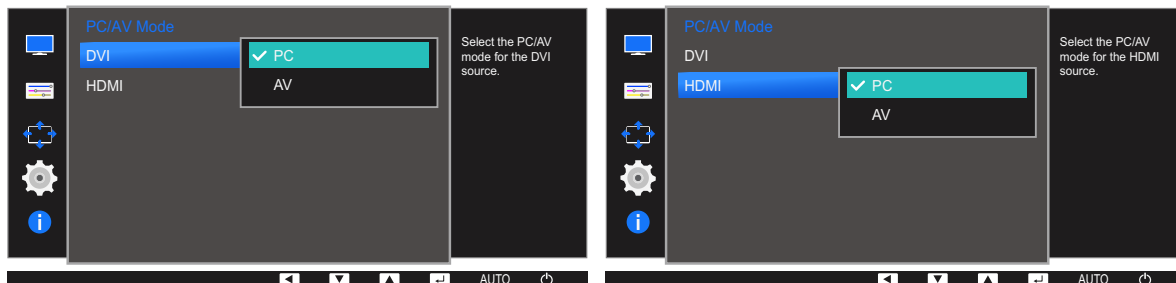 PC/AV Mode
DVI
PC
HDMI
AV
Select the PC/AV
mode for the DVI
source.
AUTO
PC/AV Mode
DVI
HDMI
PC
AV
Select the PC/AV
mode for the HDMI
source.
AUTO